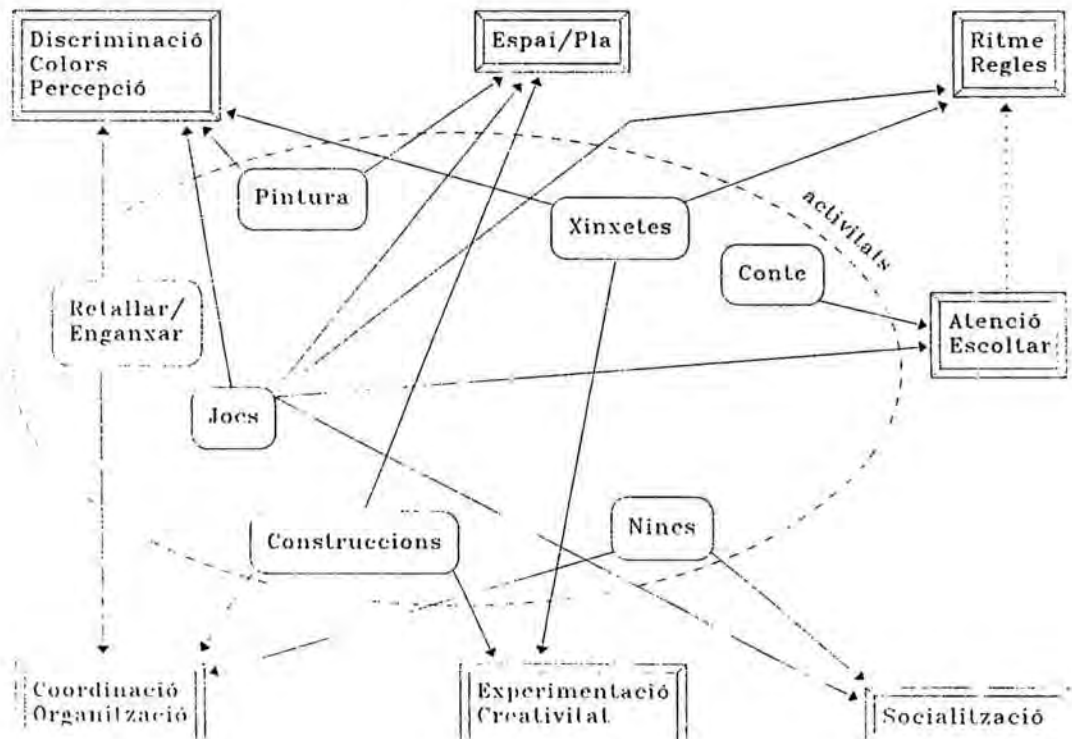 Discriminació
Colors
Percepció
Espai/Pla
Ritme
Regles
Pintura
Xinxetes
activitats
Conte
Retallar/
Enganxar
Atenció
Escoltar
Jocs
Construccions
Nines
Coordinació
Organització
Experimentació
Creativitat
Socialització